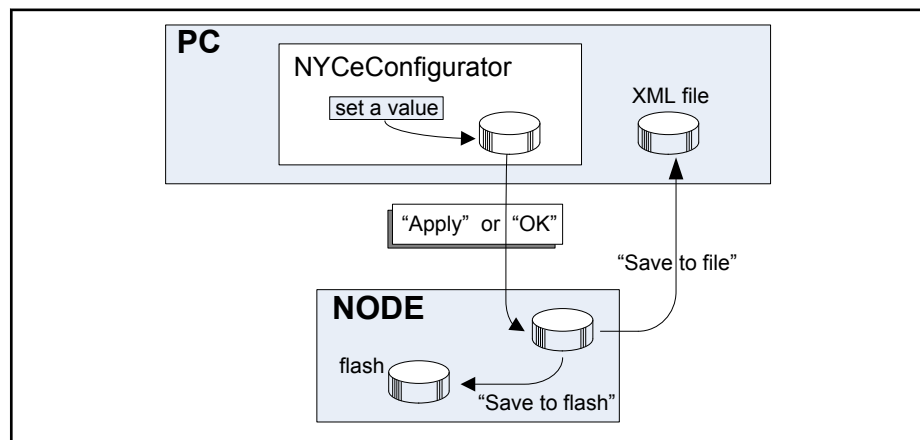 PC
NYCeConfigurator
set a value
XML file
“Apply” or “OK”
“Save to file”
NODE
flash
“Save to flash”